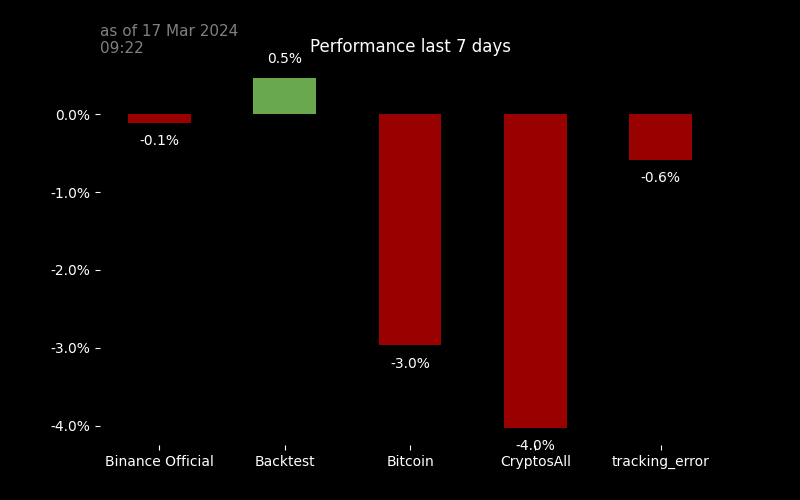 as of 17 Mar 2024
09:22
Performance last 7 days
0.5%
0.0%
-0.1%
-0.6%
-1.0%
-2.0%
-3.0%
-3.0%
-4.0%
-4.0%
Binance Official
Backtest
Bitcoin
CryptosAll
tracking_error